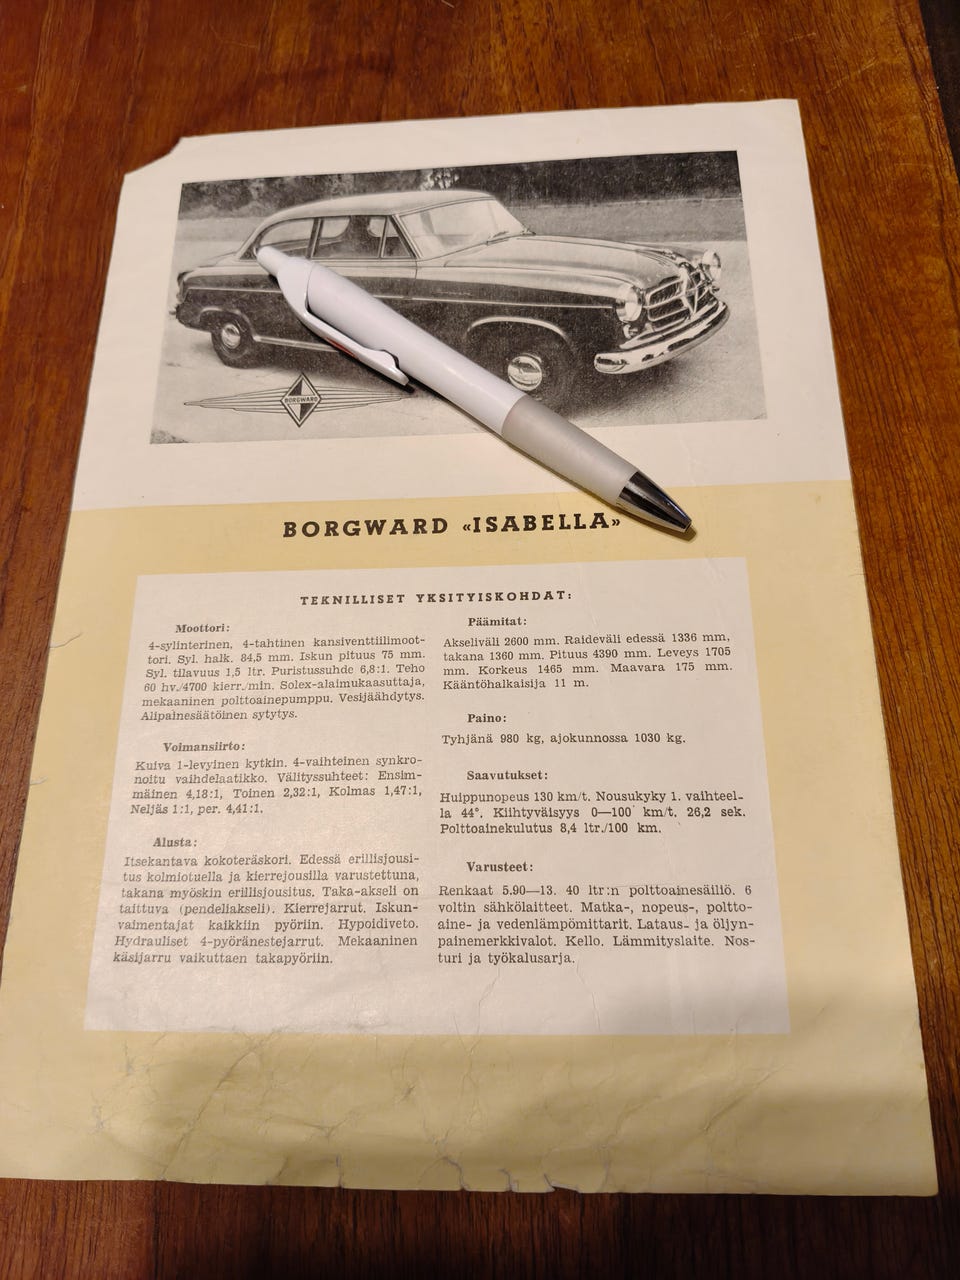 BORGWARD
BORGWARD «ISABELLA»
TEKNILLISET YKSITYISKOHDAT:
Moottori:
4-sylinterinen, 4-tahtinen kansiventtiilimoot-
tori. Syl. halk. 84,5 mm. Iskun pituus 75 mm.
Syl. tilavuus 1,5 ltr. Puristussuhde 6,8:1. Teho
60 hv./4700 kierr./min. Solex-alaimukaasuttaja,
mekaaninen polttoainepumppu. Vesijäähdytys.
Alipainesäätöinen sytytys.
Voimansiirto:
Kuiva 1-levyinen kytkin. 4-vaihteinen synkro-
noitu vaihdelaatikko. Välityssuhteet: Ensim-
mäinen 4,18:1, Toinen 2,32:1, Kolmas 1,47:1,
Neljäs 1:1, per. 4,41:1.
Alusta:
Itsekantava kokoteräskori. Edessä erillisjousi-
tus kolmiotuella ja kierrejousilla varustettuna,
takana myöskin erillisjousitus. Taka-akseli on
taittuva (pendeliakseli). Kierrejarrut. Iskun-
vaimentajat kaikkiin pyöriin. Hypoidiveto.
Hydrauliset 4-pyöränestejarrut. Mekaaninen
käsijarru vaikuttaen takapyöriin.
Päämitat:
Akseliväli 2600 mm. Raideväli edessä 1336 mm,
takana 1360 mm. Pituus 4390 mm. Leveys 1705
mm. Korkeus 1465 mm. Maavara 175 mm.
Kääntöhalkaisija 11 m.
Paino:
Tyhjänä 980 kg, ajokunnossa 1030 kg.
Saavutukset:
Huippunopeus 130 km/t. Nousukyky 1. vaihteel-
la 44°. Kiihtyväisyys 0—100 km/t. 26,2 sek.
Polttoainekulutus 8,4 ltr./100 km.
Varusteet:
Renkaat 5.90—13. 40 ltr:n polttoainesäiliö. 6
voltin sähkölaitteet. Matka-, nopeus-, poltto-
aine- ja vedenlämpömittarit. Lataus- ja öljyn-
painemerkkivalot. Kello. Lämmityslaite. Nos-
turi ja työkalusarja.